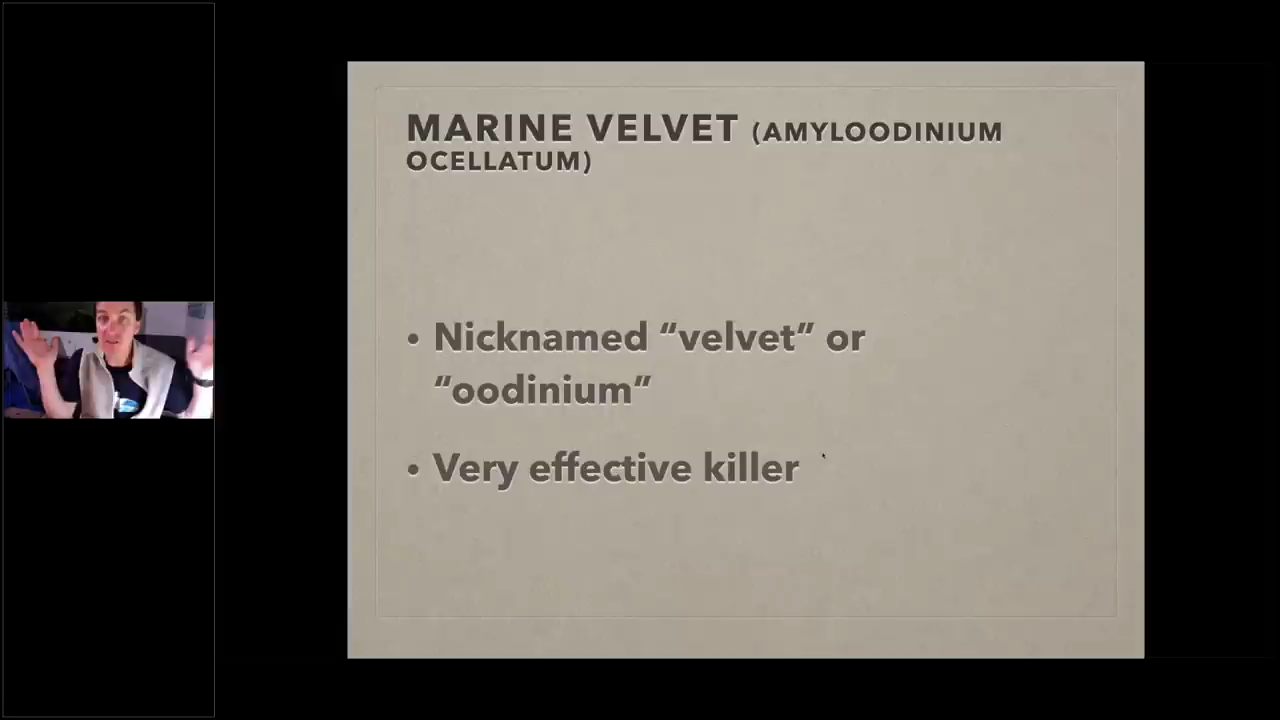 MARINE VELVET (AMYLOODINIUM
OCELLATUM)
• Nicknamed “velvet” or
“oodinium”
• Very effective killer